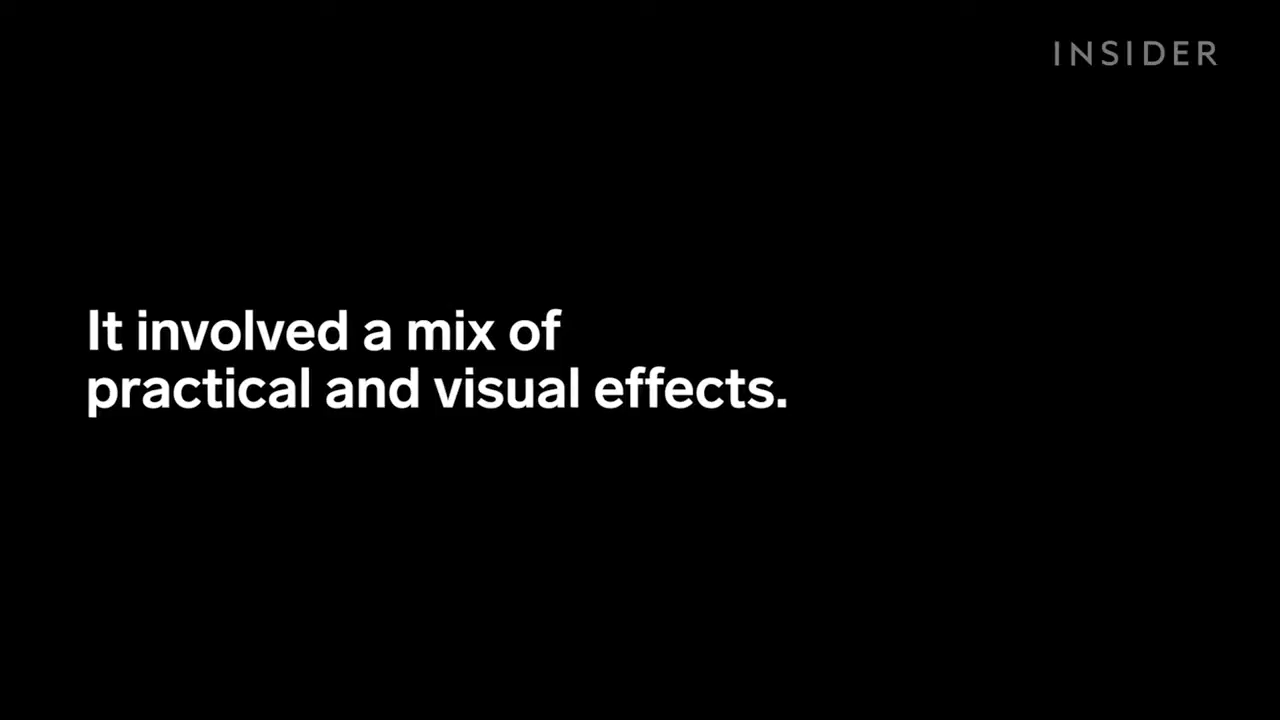 INSIDER
It involved a mix of
practical and visual effects.